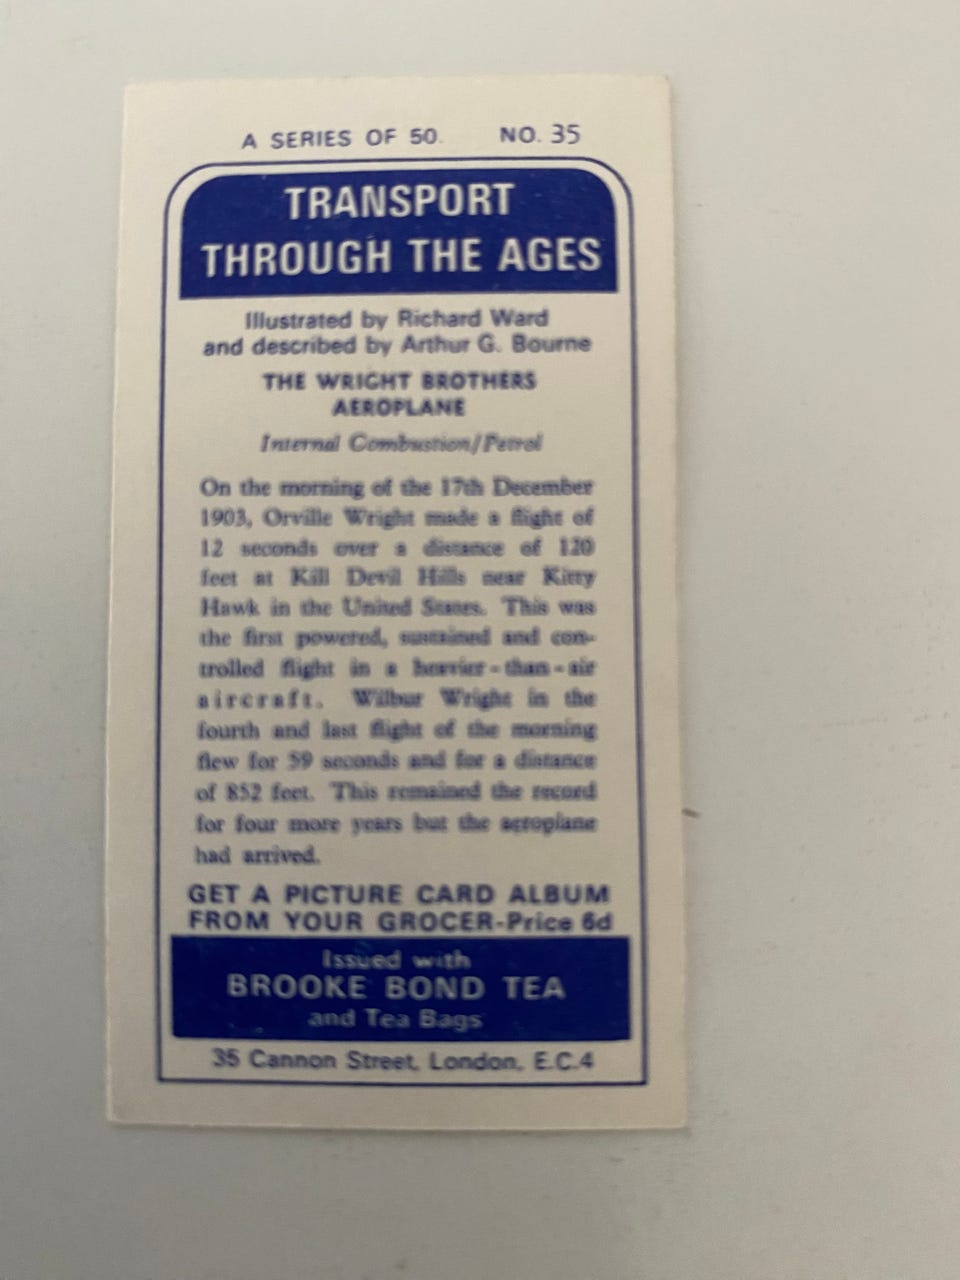 A SERIES OF 50. NO. 35
TRANSPORT
THROUGH THE AGES
Illustrated by Richard Ward
and described by Arthur G. Bourne
THE WRIGHT BROTHERS
AEROPLANE
Internal Combustion/Petrol
On the morning of the 17th December
1903, Orville Wright made a flight of
12 seconds over a distance of 120
feet at Kill Devil Hills near Kitty
Hawk in the United States. This was
the first powered, sustained and con-
trolled flight in a heavier-than-air
aircraft. Wilbur Wright in the
fourth and last flight of the morning
flew for 59 seconds and for a distance
of 852 feet. This remained the record
for four more years but the aeroplane
had arrived.
GET A PICTURE CARD ALBUM
FROM YOUR GROCER-Price 6d
Issued with
BROOKE BOND TEA
and Tea Bags
35 Cannon Street, London, E.C.4